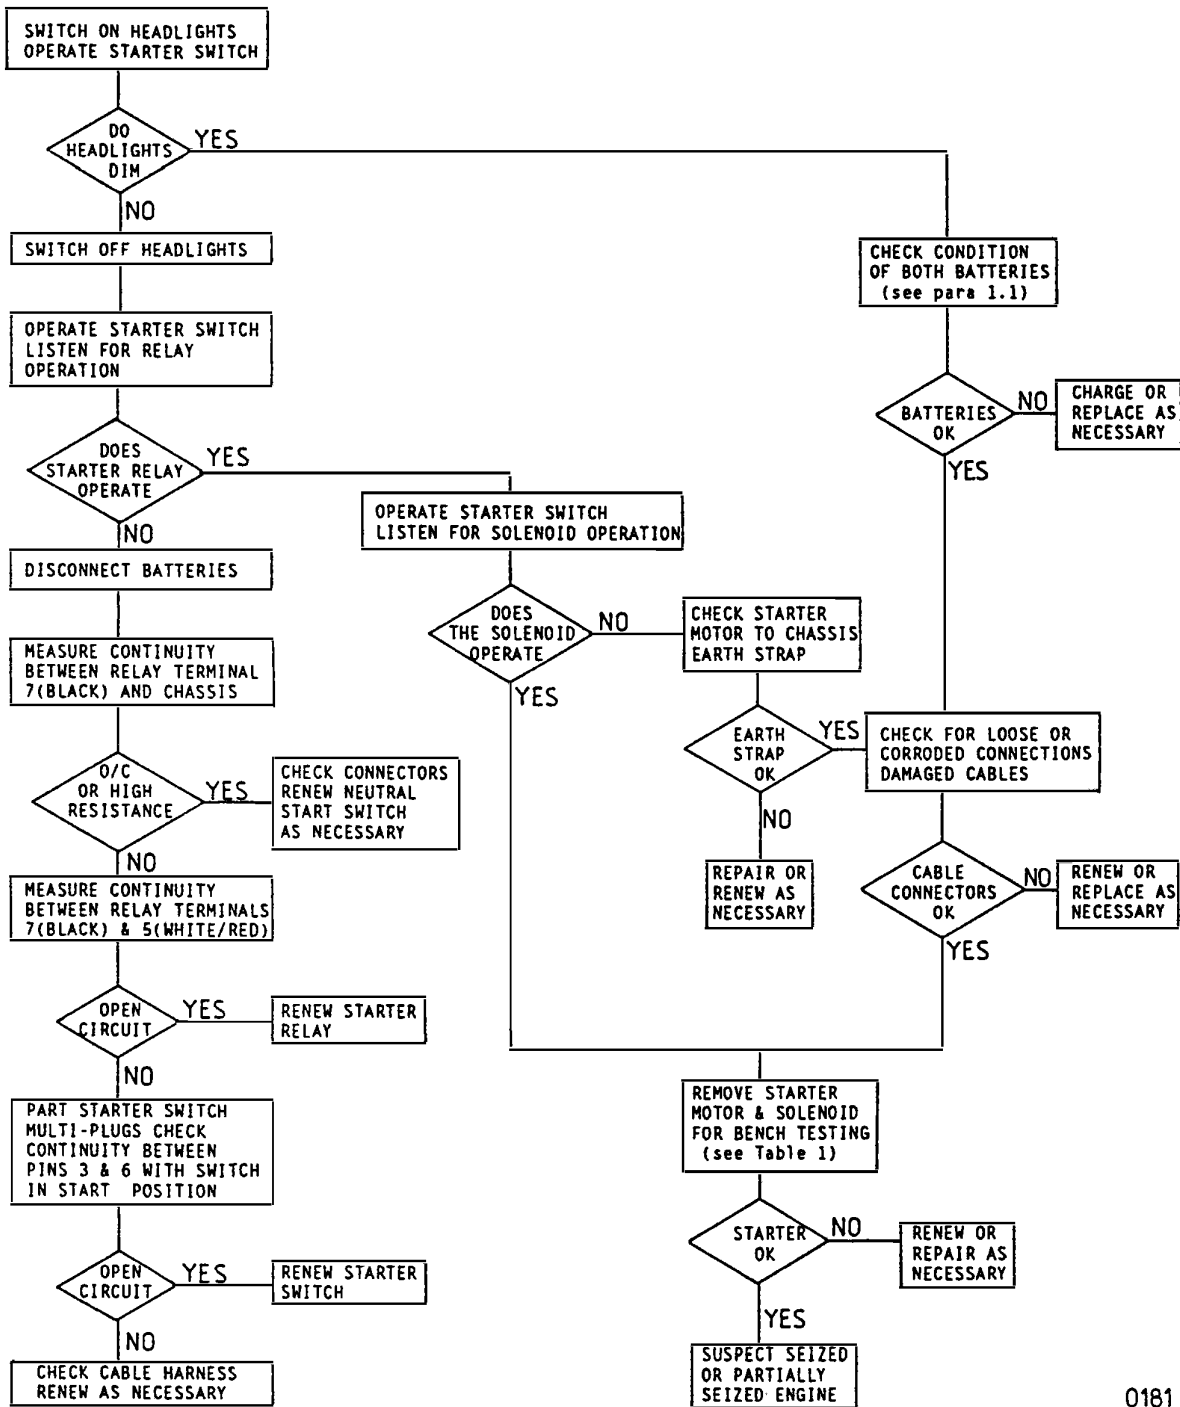 SWITCH ON HEADLIGHTS
OPERATE STARTER SWITCH
DO
HEADLIGHTS
DIM
YES
NO
SWITCH OFF HEADLIGHTS
CHECK CONDITION
OF BOTH BATTERIES
(see para 1.1)
OPERATE STARTER SWITCH
LISTEN FOR RELAY
OPERATION
BATTERIES
OK
NO
CHARGE OR
REPLACE AS
NECESSARY
YES
DOES
STARTER RELAY
OPERATE
YES
NO
OPERATE STARTER SWITCH
LISTEN FOR SOLENOID OPERATION
DISCONNECT BATTERIES
DOES
THE SOLENOID
OPERATE
NO
YES
CHECK STARTER
MOTOR TO CHASSIS
EARTH STRAP
MEASURE CONTINUITY
BETWEEN RELAY TERMINAL
7(BLACK) AND CHASSIS
EARTH
STRAP
OK
YES
NO
CHECK FOR LOOSE OR
CORRODED CONNECTIONS
DAMAGED CABLES
O/C
OR HIGH
RESISTANCE
YES
NO
CHECK CONNECTORS
RENEW NEUTRAL
START SWITCH
AS NECESSARY
REPAIR OR
RENEW AS
NECESSARY
CABLE
CONNECTORS
OK
NO
YES
RENEW OR
REPLACE AS
NECESSARY
MEASURE CONTINUITY
BETWEEN RELAY TERMINALS
7(BLACK) & 5(WHITE/RED)
OPEN
CIRCUIT
YES
NO
RENEW STARTER
RELAY
PART STARTER SWITCH
MULTI-PLUGS CHECK
CONTINUITY BETWEEN
PINS 3 & 6 WITH SWITCH
IN START POSITION
REMOVE STARTER
MOTOR & SOLENOID
FOR BENCH TESTING
(see Table 1)
STARTER
OK
NO
YES
RENEW OR
REPAIR AS
NECESSARY
OPEN
CIRCUIT
YES
NO
RENEW STARTER
SWITCH
CHECK CABLE HARNESS
RENEW AS NECESSARY
SUSPECT SEIZED
OR PARTIALLY
SEIZED ENGINE
0181